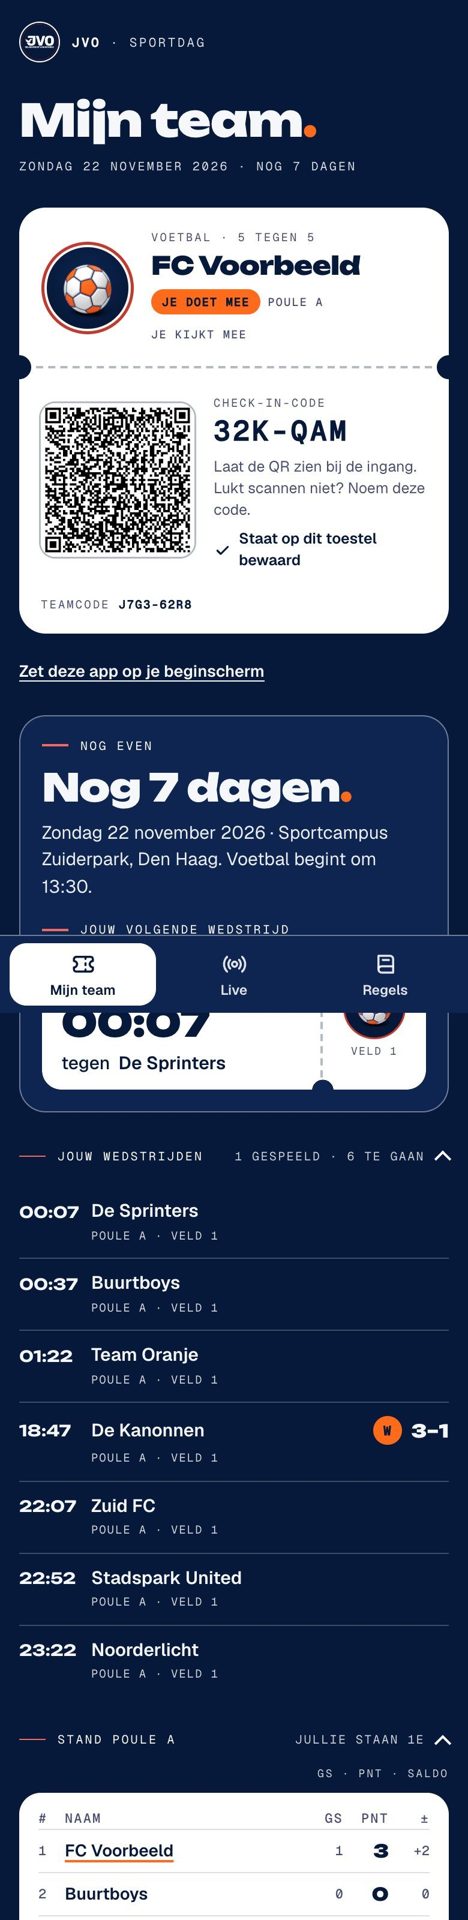 JVO JVO · SPORTDAG
Mijn team.
ZONDAG 22 NOVEMBER 2026 · NOG 7 DAGEN
VOETBAL · 5 TEGEN 5
FC Voorbeeld
JE DOET MEE POULE A
JE KIJKT MEE
CHECK-IN-CODE
32K-QAM
Laat de QR zien bij de ingang.
Lukt scannen niet? Noem deze
code.
Staat op dit toestel
bewaard
TEAMCODE J7G3-62R8
Zet deze app op je beginscherm
NOG EVEN
Nog 7 dagen.
Zondag 22 november 2026 · Sportcampus
Zuiderpark, Den Haag. Voetbal begint om
13:30.
JOUW VOLGENDE WEDSTRIJD
Mijn team Live Regels
00:07
VELD 1
tegen De Sprinters
JOUW WEDSTRIJDEN 1 GESPEELD · 6 TE GAAN
00:07 De Sprinters
POULE A · VELD 1
00:37 Buurtboys
POULE A · VELD 1
01:22 Team Oranje
POULE A · VELD 1
18:47 De Kanonnen W 3–1
POULE A · VELD 1
22:07 Zuid FC
POULE A · VELD 1
22:52 Stadspark United
POULE A · VELD 1
23:22 Noorderlicht
POULE A · VELD 1
STAND POULE A JULLIE STAAN 1E
GS · PNT · SALDO
# NAAM GS PNT ±
1 FC Voorbeeld 1 3 +2
2 Buurtboys 0 0 0